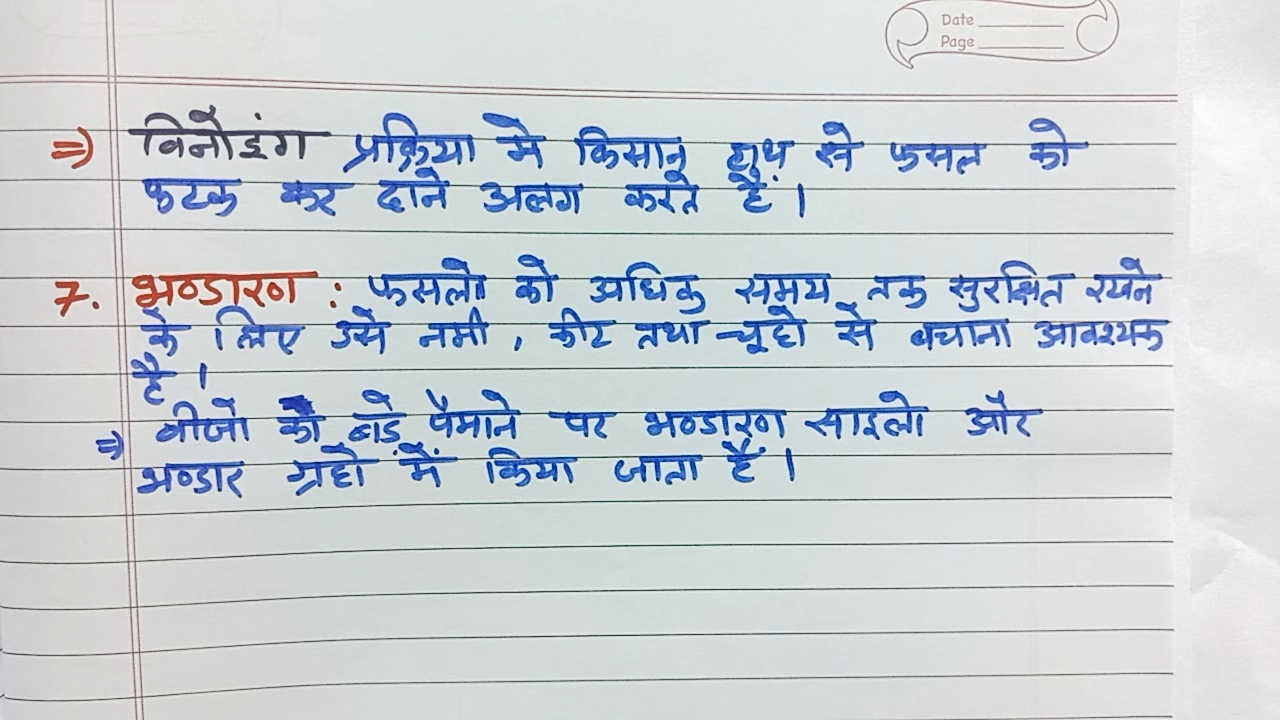 Date
Page
⇒ विनोइंग प्रक्रिया में किसान हाथ से फसल को
फटक कर दाने अलग करते हैं।
7. भण्डारण : फसलो को अधिक समय तक सुरक्षित रखने
के लिए उसे नमी, कीट तथा चूहो से बचाना आवश्यक
है।
⇒ बीजों को बड़े पैमाने पर भण्डारण साइलो और
भण्डार ग्रहो में किया जाता हैं।